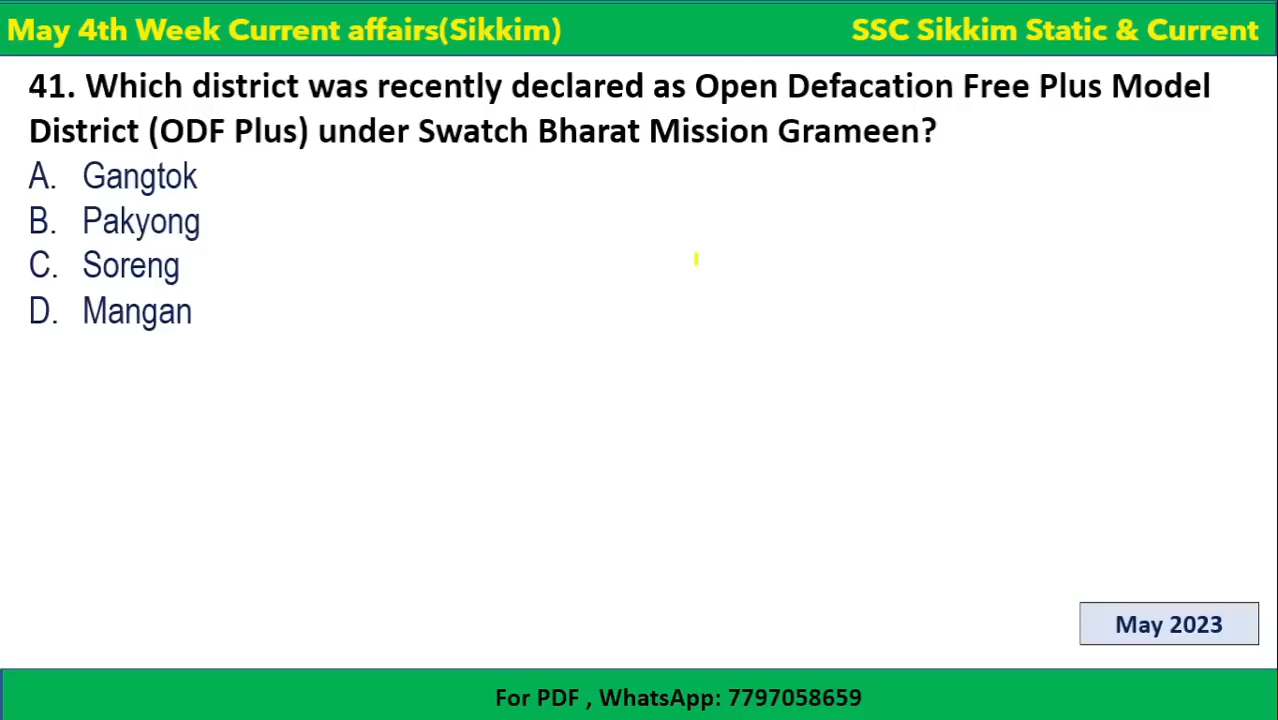 May 4th Week Current affairs(Sikkim)
SSC Sikkim Static & Current
41. Which district was recently declared as Open Defacation Free Plus Model
District (ODF Plus) under Swatch Bharat Mission Grameen?
A. Gangtok
B. Pakyong
C. Soreng
D. Mangan
May 2023
For PDF , WhatsApp: 7797058659